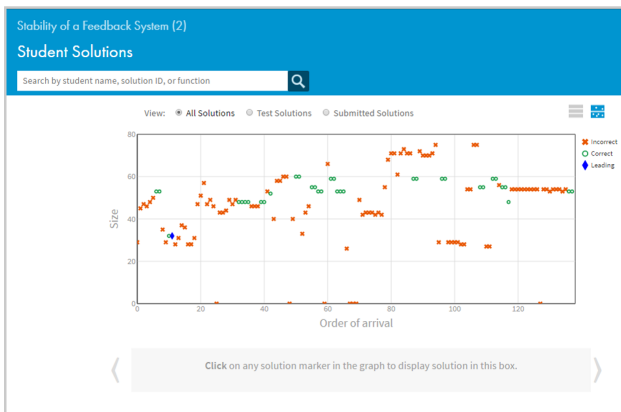 Stability of a Feedback System (2)
Student Solutions
Search by student name, solution ID, or function
View: All Solutions Test Solutions Submitted Solutions
80
60
40
20
0
Size
0 20 40 60 80 100 120
Order of arrival
Incorrect
Correct
Leading
Click on any solution marker in the graph to display solution in this box.